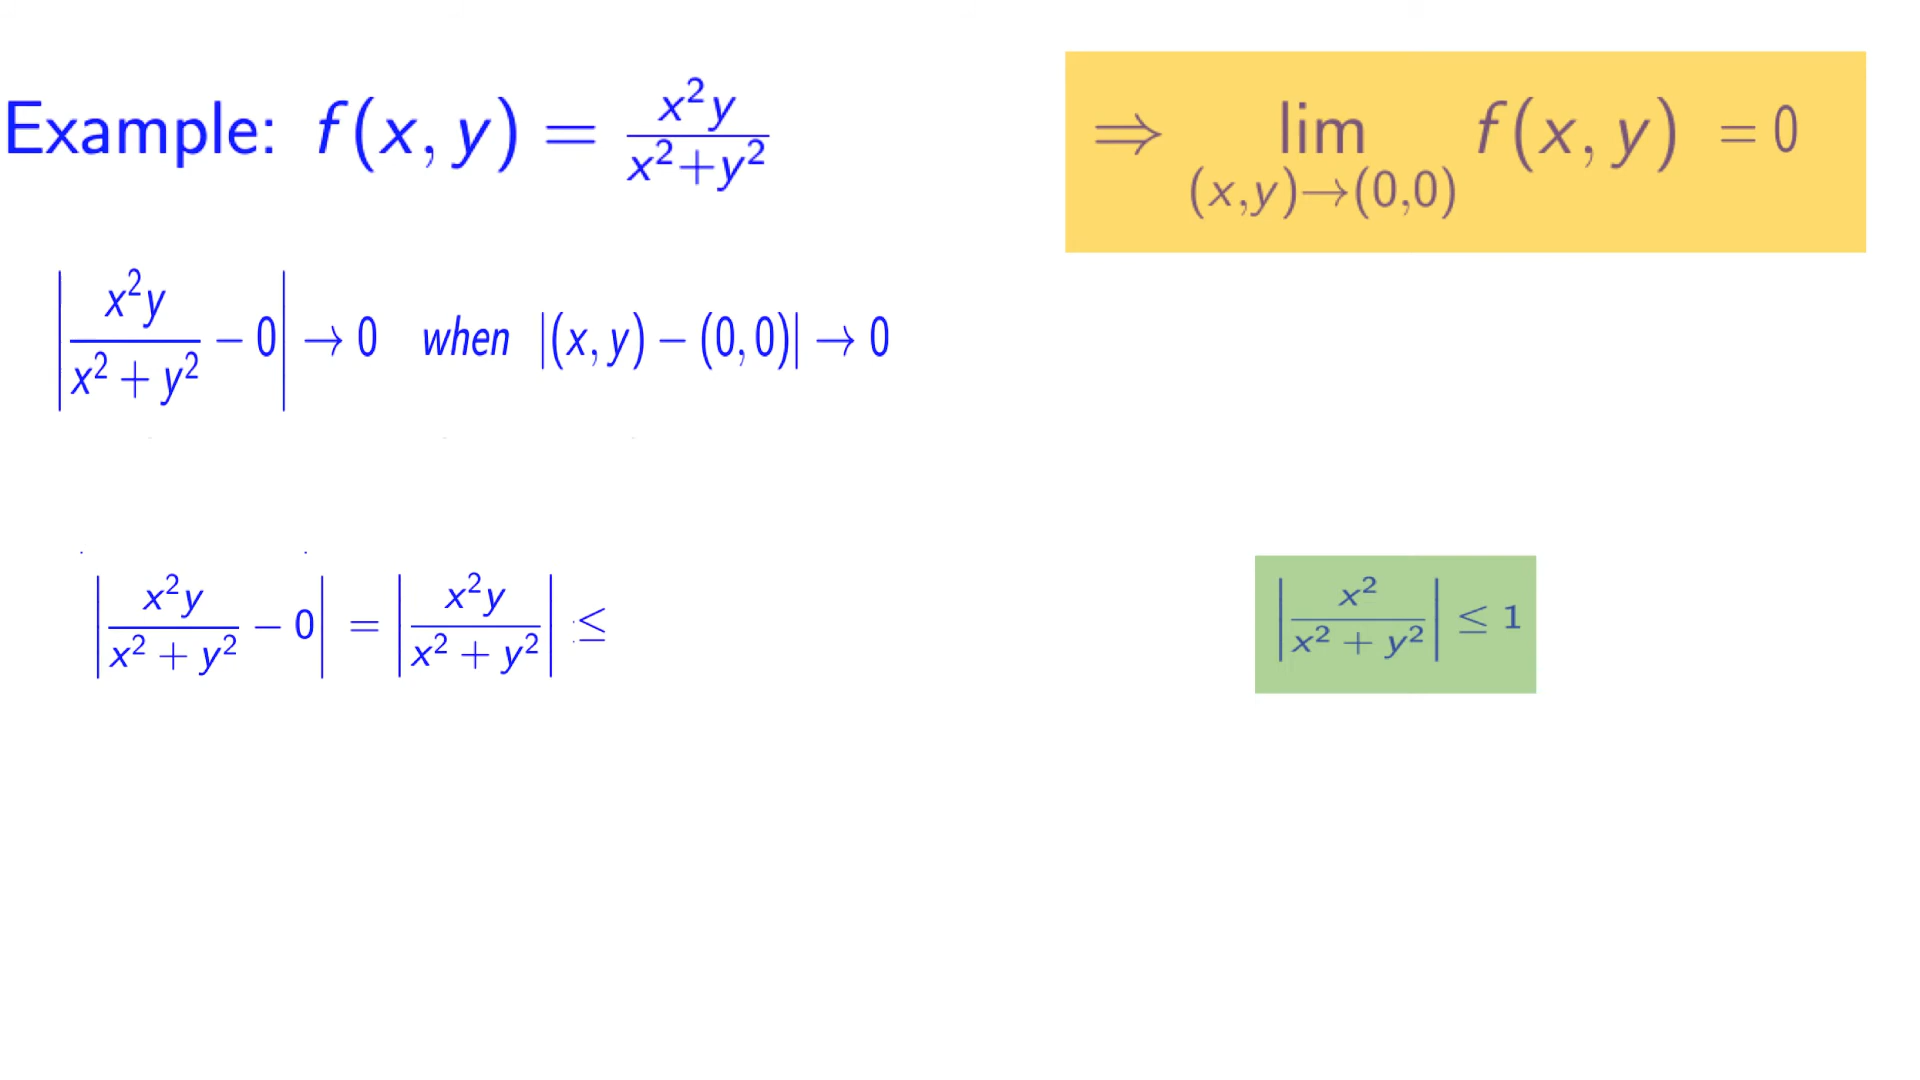 Example: f(x, y) = x²y / x²+y²
⇒ lim (x,y)→(0,0) f(x, y) = 0
|x²y / x² + y² − 0| → 0 when |(x, y) − (0, 0)| → 0
|x²y / x² + y² − 0| = |x²y / x² + y²| ≤
|x² / x² + y²| ≤ 1